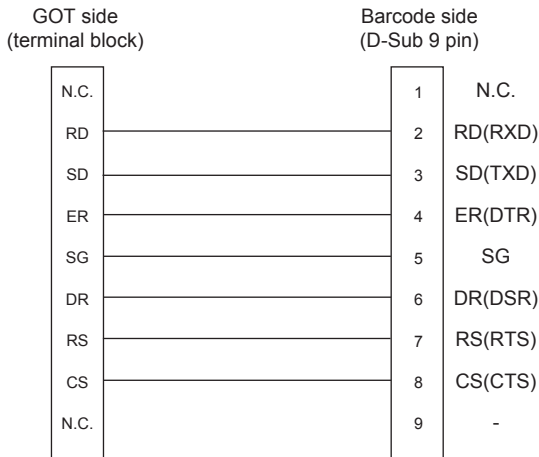 GOT side
(terminal block)
Barcode side
(D-Sub 9 pin)
N.C. 1 N.C.
RD 2 RD(RXD)
SD 3 SD(TXD)
ER 4 ER(DTR)
SG 5 SG
DR 6 DR(DSR)
RS 7 RS(RTS)
CS 8 CS(CTS)
N.C. 9 -